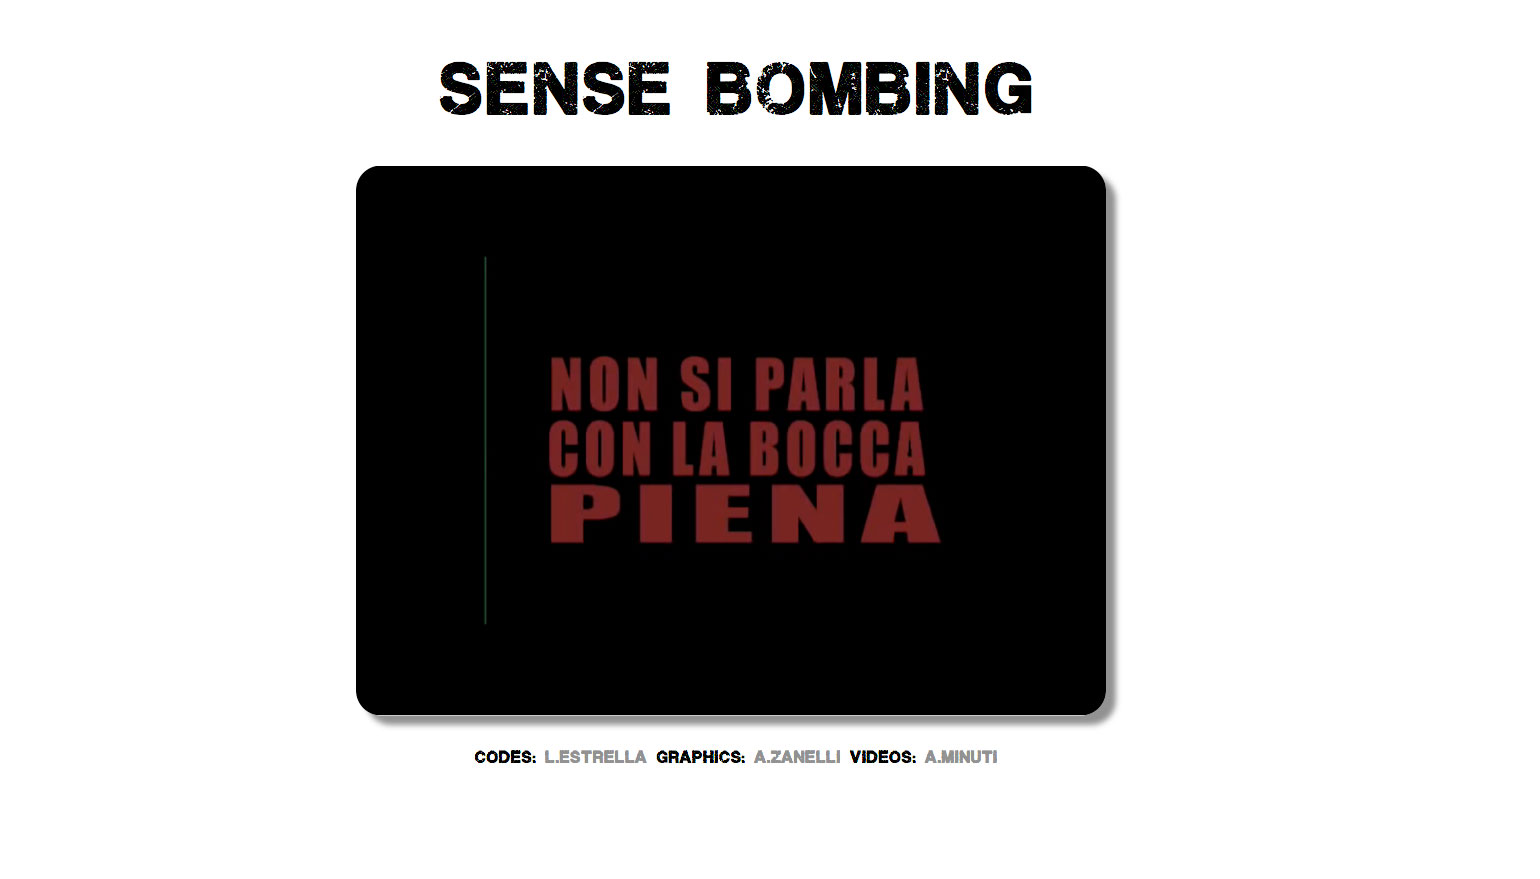 SENSE BOMBING
NON SI PARLA
CON LA BOCCA
PIENA
CODES: L.ESTRELLA GRAPHICS: A.ZANELLI VIDEOS: A.MINUTI